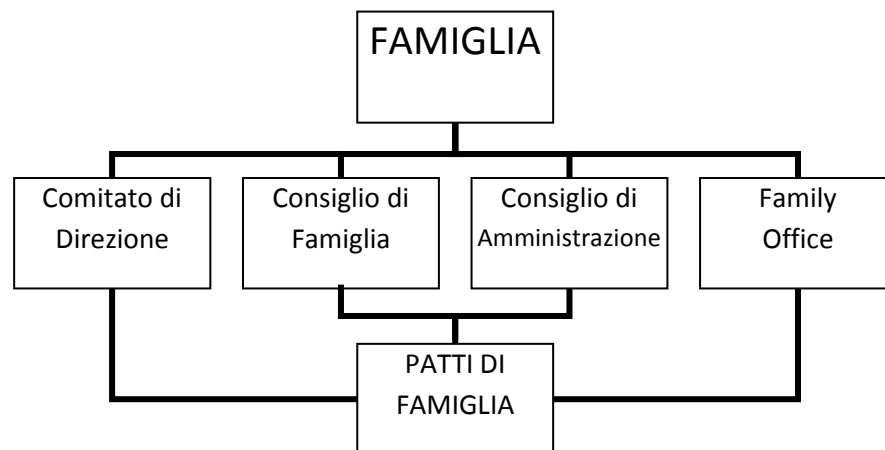 FAMIGLIA
Comitato di
Direzione
Consiglio di
Famiglia
Consiglio di
Amministrazione
Family
Office
PATTI DI
FAMIGLIA